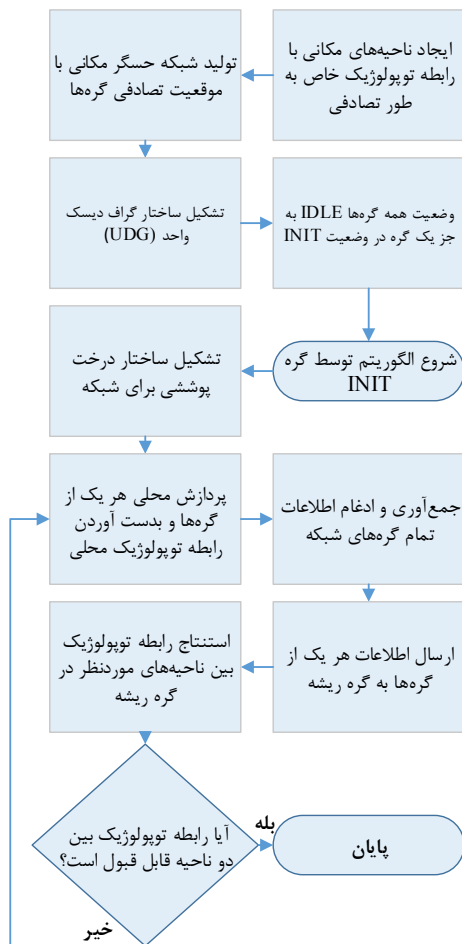 ایجاد ناحیه‌های مکانی با
رابطه توپولوژیک خاص به
طور تصادفی
تولید شبکه حسگر مکانی با
موقعیت تصادفی گره‌ها
تشکیل ساختار گراف دیسک
واحد (UDG)
وضعیت همه گره‌ها IDLE به
جز یک گره در وضعیت INIT
شروع الگوریتم توسط گره
INIT
تشکیل ساختار درخت
پوششی برای شبکه
پردازش محلی هر یک از
گره‌ها و بدست آوردن
رابطه توپولوژیک محلی
جمع‌آوری و ادغام اطلاعات
تمام گره‌های شبکه
ارسال اطلاعات هر یک از
گره‌ها به گره ریشه
استنتاج رابطه توپولوژیک
بین ناحیه‌های موردنظر در
گره ریشه
آیا رابطه توپولوژیک بین
دو ناحیه قابل قبول است؟
بله
پایان
خیر